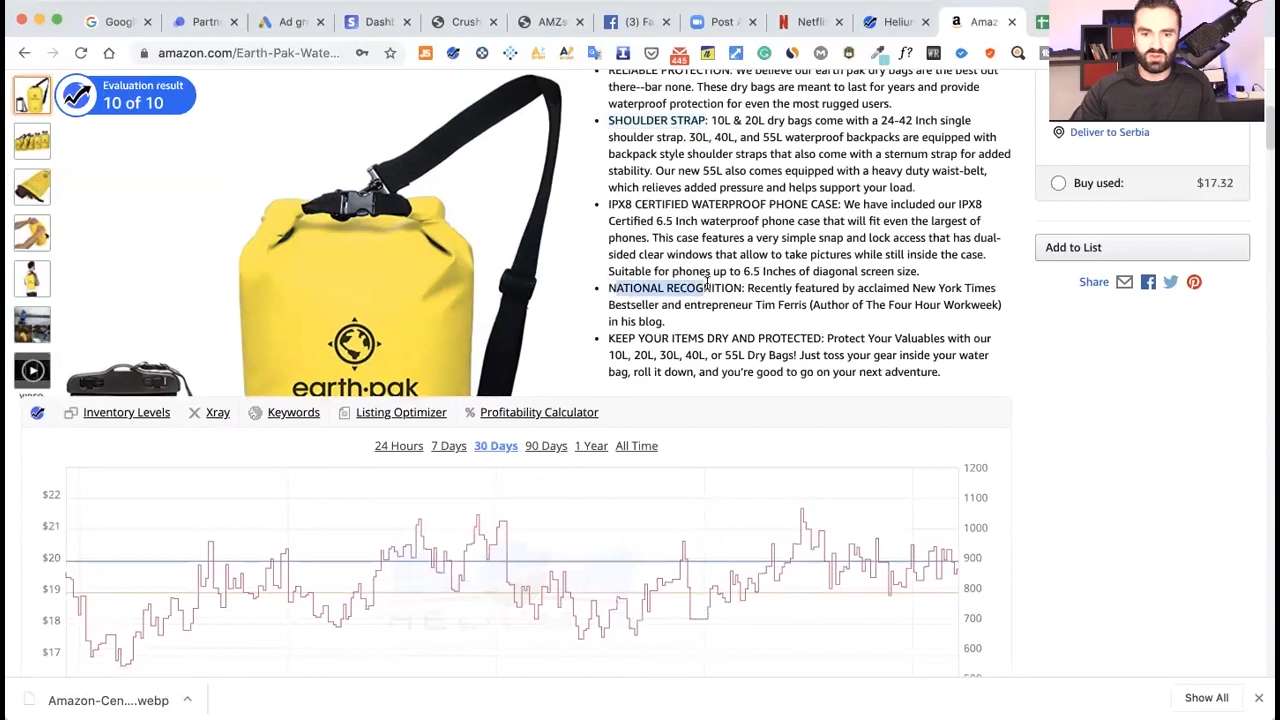 Googl
Partne
Ad gr
Dashb
Crush
AMZsc
(3) Fa
Post A
Netfli
Helium
Amaz
amazon.com/Earth-Pak-Wate...
445
Evaluation result
10 of 10
RELIABLE PROTECTION: We believe our earth pak dry bags are the best out
there--bar none. These dry bags are meant to last for years and provide
waterproof protection for even the most rugged users.
SHOULDER STRAP: 10L & 20L dry bags come with a 24-42 Inch single
shoulder strap. 30L, 40L, and 55L waterproof backpacks are equipped with
backpack style shoulder straps that also come with a sternum strap for added
stability. Our new 55L also comes equipped with a heavy duty waist-belt,
which relieves added pressure and helps support your load.
IPX8 CERTIFIED WATERPROOF PHONE CASE: We have included our IPX8
Certified 6.5 Inch waterproof phone case that will fit even the largest of
phones. This case features a very simple snap and lock access that has dual-
sided clear windows that allow to take pictures while still inside the case.
Suitable for phones up to 6.5 Inches of diagonal screen size.
NATIONAL RECOGNITION: Recently featured by acclaimed New York Times
Bestseller and entrepreneur Tim Ferris (Author of The Four Hour Workweek)
in his blog.
KEEP YOUR ITEMS DRY AND PROTECTED: Protect Your Valuables with our
10L, 20L, 30L, 40L, or 55L Dry Bags! Just toss your gear inside your water
bag, roll it down, and you're good to go on your next adventure.
Deliver to Serbia
Buy used:
$17.32
Add to List
Share
earth·pak
Inventory Levels
Xray
Keywords
Listing Optimizer
Profitability Calculator
24 Hours
7 Days
30 Days
90 Days
1 Year
All Time
$22
$21
$20
$19
$18
$17
1200
1100
1000
900
800
700
600
Amazon-Cen....webp
Show All